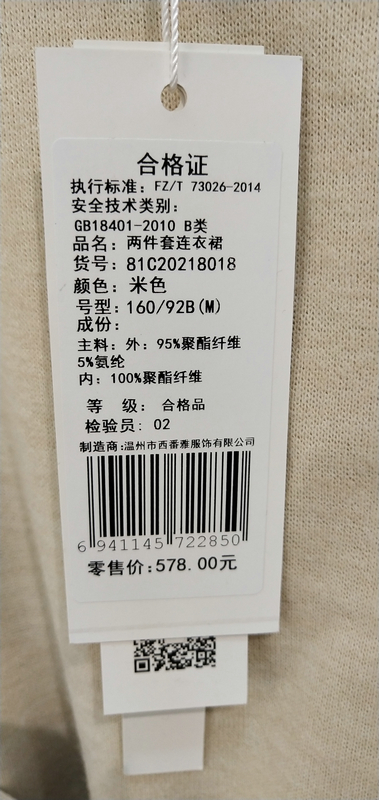 合格证
执行标准: FZ/T 73026-2014
安全技术类别:
GB18401-2010 B类
品名: 两件套连衣裙
货号: 81C20218018
颜色: 米色
号型: 160/92B(M)
成份:
主料: 外: 95%聚酯纤维
5%氨纶
内: 100%聚酯纤维
等 级: 合格品
检验员: 02
制造商:温州市西番雅服饰有限公司
6 941145 722850
零售价:578.00元